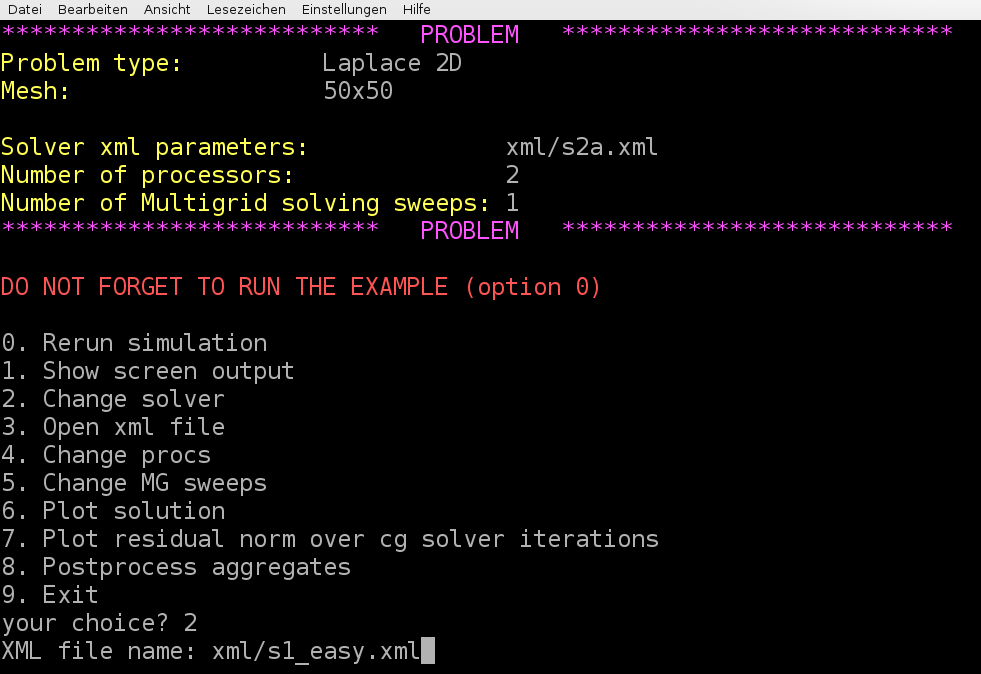 Datei Bearbeiten Ansicht Lesezeichen Einstellungen Hilfe
*************************** PROBLEM ****************************
Problem type: Laplace 2D
Mesh: 50x50
Solver xml parameters: xml/s2a.xml
Number of processors: 2
Number of Multigrid solving sweeps: 1
*************************** PROBLEM ****************************
DO NOT FORGET TO RUN THE EXAMPLE (option 0)
0. Rerun simulation
1. Show screen output
2. Change solver
3. Open xml file
4. Change procs
5. Change MG sweeps
6. Plot solution
7. Plot residual norm over cg solver iterations
8. Postprocess aggregates
9. Exit
your choice? 2
XML file name: xml/s1_easy.xml